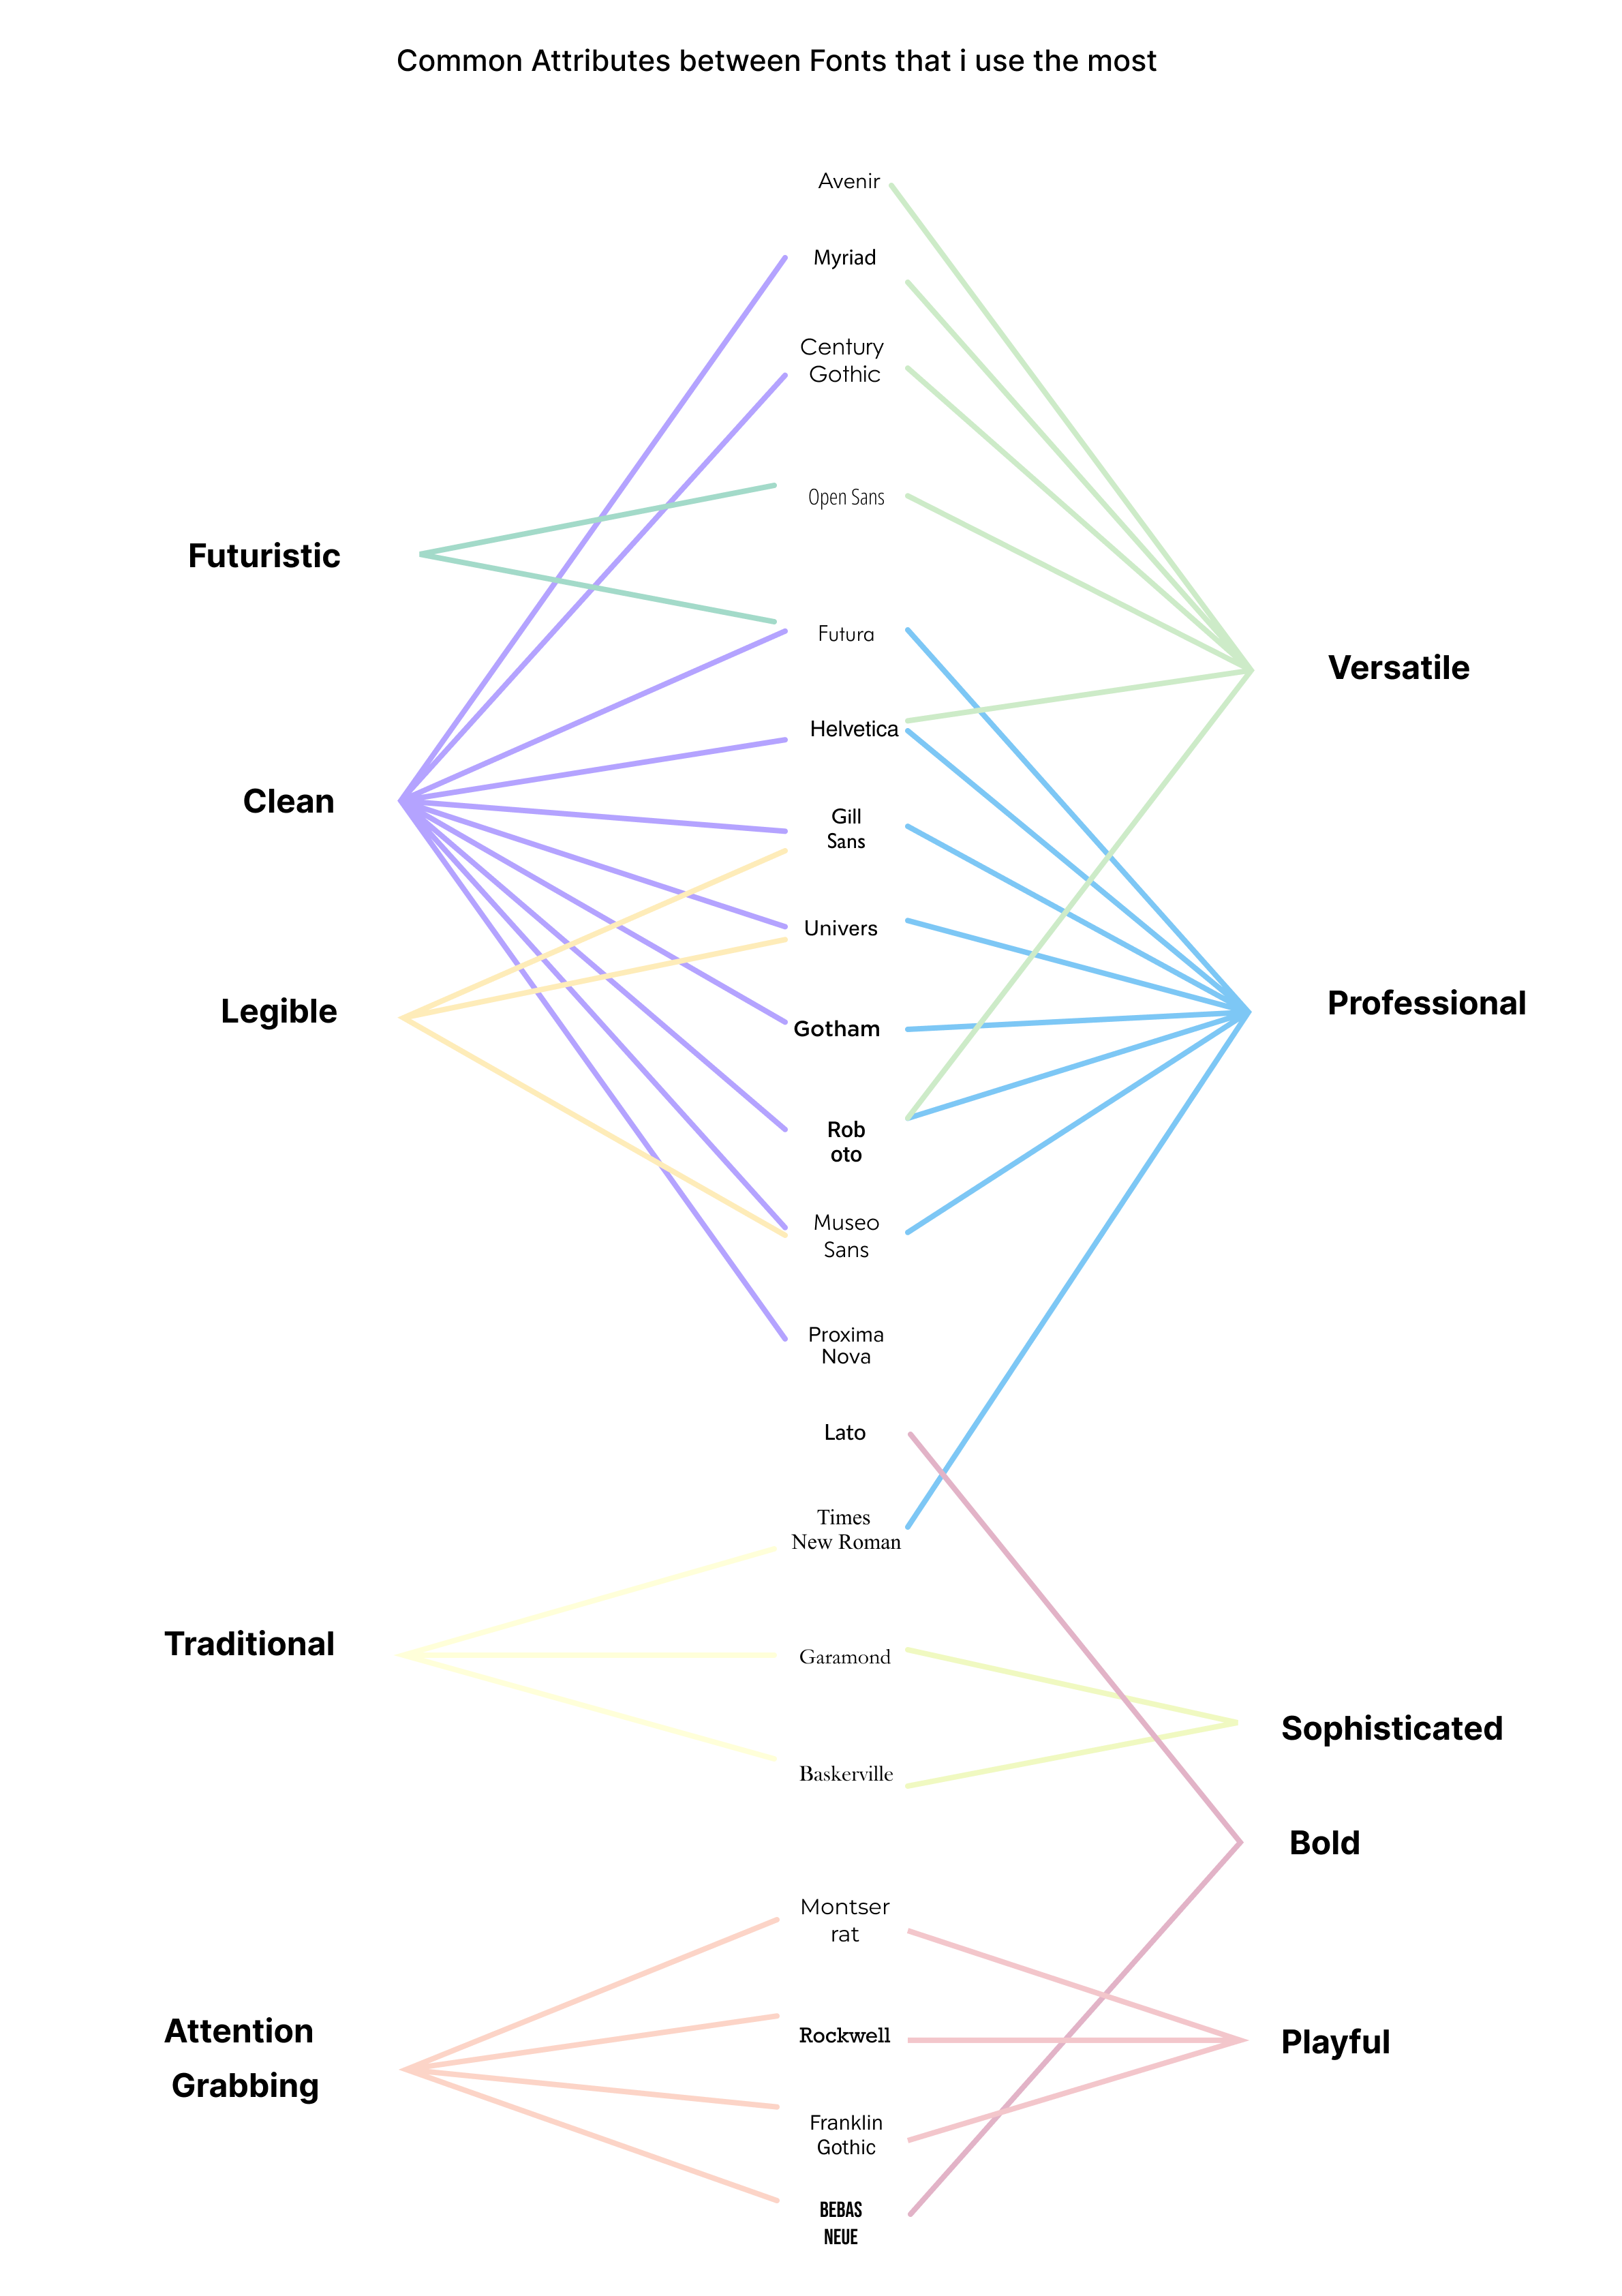 Common Attributes between Fonts that i use the most
Avenir
Myriad
Century
Gothic
Open Sans
Futuristic
Futura
Versatile
Helvetica
Clean
Gill
Sans
Univers
Legible
Professional
Gotham
Rob
oto
Museo
Sans
Proxima
Nova
Lato
Times
New Roman
Traditional
Garamond
Sophisticated
Baskerville
Bold
Montser
rat
Attention
Grabbing
Rockwell
Playful
Franklin
Gothic
BEBAS
NEUE